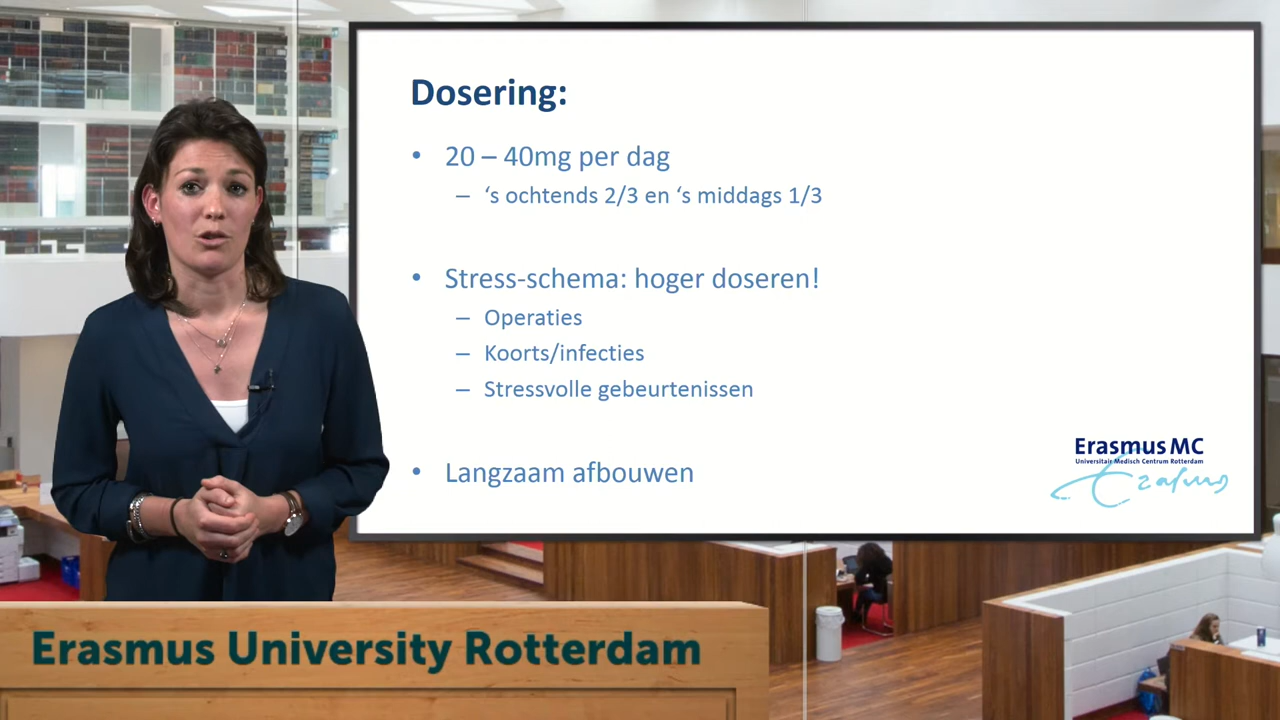 Dosering:
• 20 – 40mg per dag
– ‘s ochtends 2/3 en ‘s middags 1/3
• Stress-schema: hoger doseren!
– Operaties
– Koorts/infecties
– Stressvolle gebeurtenissen
• Langzaam afbouwen
Erasmus MC
Universitair Medisch Centrum Rotterdam
Erasmus
Erasmus University Rotterdam